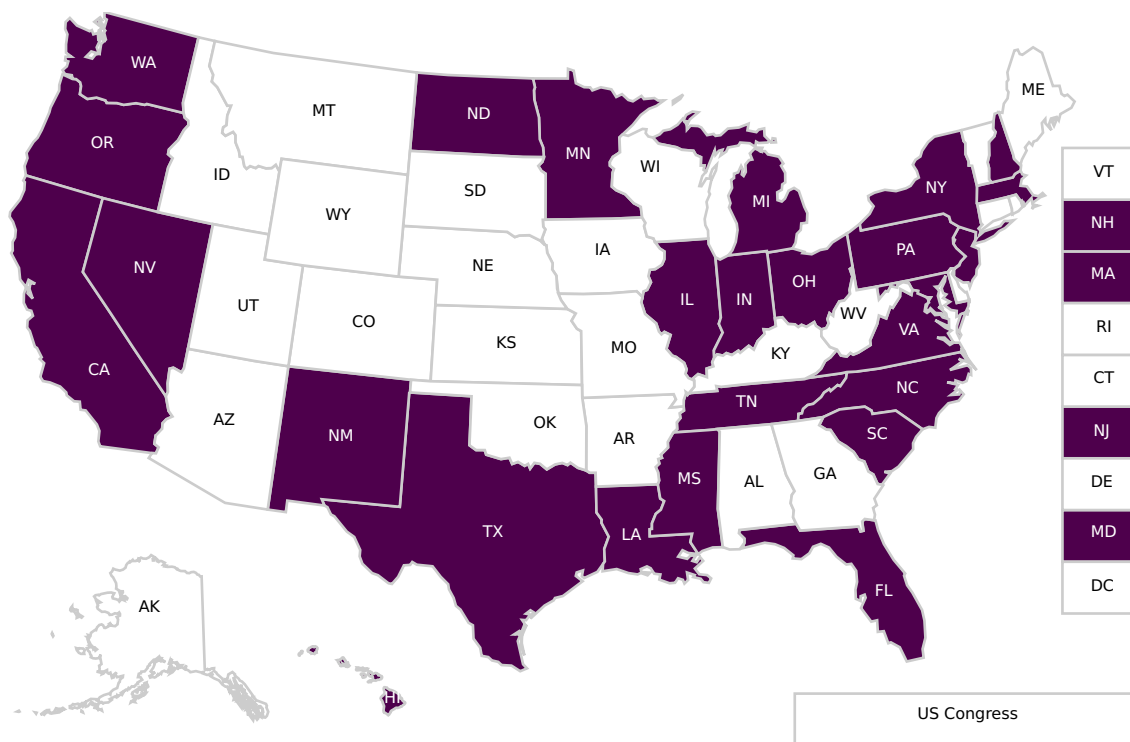 WA
MT
ND
ME
OR
MN
ID
SD
WI
VT
WY
MI
NY
NH
NV
NE
IA
PA
MA
UT
CO
IL
IN
OH
WV
VA
RI
CA
KS
MO
KY
CT
AZ
NM
OK
AR
TN
NC
SC
NJ
TX
LA
MS
AL
GA
DE
MD
AK
HI
FL
DC
US Congress